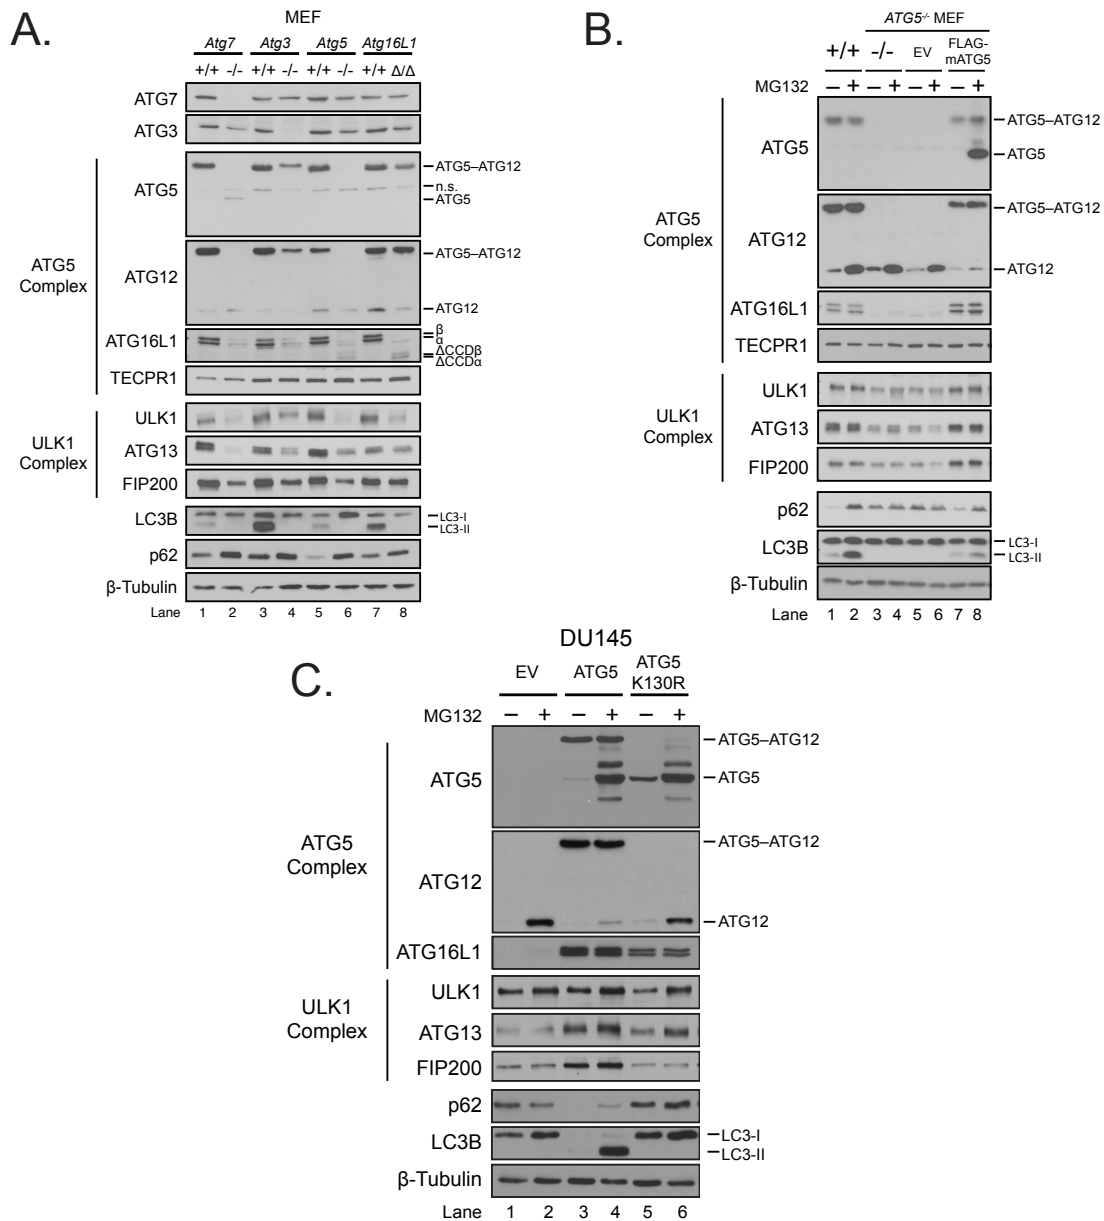 A.
MEF
Atg7 Atg3 Atg5 Atg16L1
+/+ -/- +/+ -/- +/+ -/- +/+ Δ/Δ
ATG7
ATG3
ATG5
ATG5–ATG12
n.s.
ATG5
ATG12
ATG5–ATG12
ATG12
ATG5
Complex
ATG16L1
β
α
ΔCCDβ
ΔCCDα
TECPR1
ULK1
ATG13
FIP200
ULK1
Complex
LC3B
LC3-I
LC3-II
p62
β-Tubulin
Lane 1 2 3 4 5 6 7 8
B.
ATG5-/- MEF
+/+ -/- EV FLAG-
mATG5
MG132 – + – + – + – +
ATG5
ATG5–ATG12
ATG5
ATG12
ATG5–ATG12
ATG12
ATG5
Complex
ATG16L1
TECPR1
ULK1
ATG13
FIP200
ULK1
Complex
p62
LC3B
LC3-I
LC3-II
β-Tubulin
Lane 1 2 3 4 5 6 7 8
C.
DU145
EV ATG5 ATG5
K130R
MG132 – + – + – +
ATG5
ATG5–ATG12
ATG5
ATG5
Complex
ATG12
ATG5–ATG12
ATG12
ATG16L1
ULK1
ULK1
Complex
ATG13
FIP200
p62
LC3B
LC3-I
LC3-II
β-Tubulin
Lane 1 2 3 4 5 6